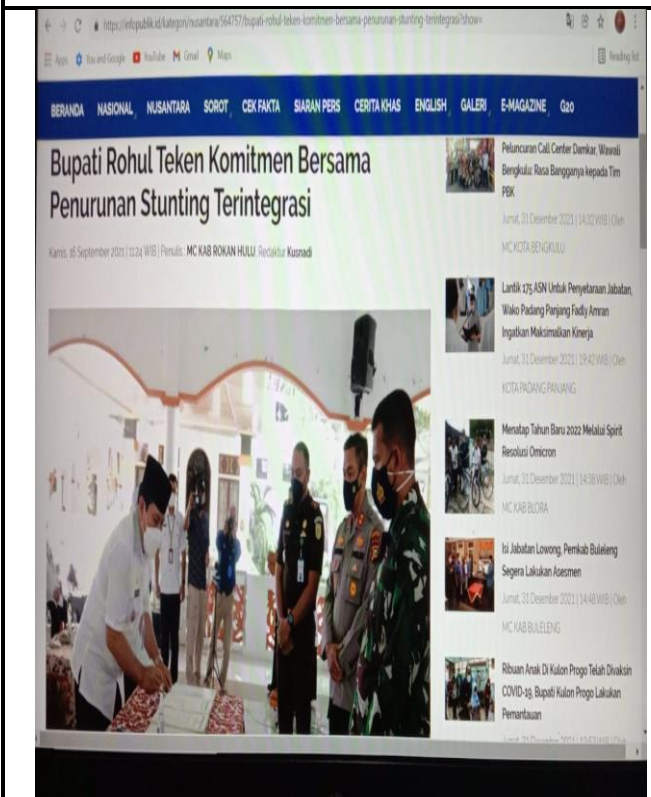 https://infopublik.id/kategori/nusantara/564757/bupati-rohul-teken-komitmen-bersama-penurunan-stunting-terintegrasi?show=
Apps You and Google YouTube Gmail Maps Reading list
BERANDA NASIONAL NUSANTARA SOROT CEK FAKTA SIARAN PERS CERITA KHAS ENGLISH GALERI E-MAGAZINE G20
Bupati Rohul Teken Komitmen Bersama
Penurunan Stunting Terintegrasi
Kamis, 16 September 2021 | 11:24 WIB | Penulis : MC KAB ROKAN HULU Redaktur Kusnadi
Peluncuran Call Center Damkar, Wawali
Bengkulu: Rasa Bangganya kepada Tim
PBK
Jumat, 31 Desember 2021 | 14:32 WIB | Oleh
MC KOTA BENGKULU
Lantik 175 ASN Untuk Penyetaraan Jabatan,
Wako Padang Panjang Fadly Amran
Ingatkan Maksimalkan Kinerja
Jumat, 31 Desember 2021 | 19:42 WIB | Oleh
KOTA PADANG PANJANG
Menatap Tahun Baru 2022 Melalui Spirit
Resolusi Omicron
Jumat, 31 Desember 2021 | 14:38 WIB | Oleh
MC KAB BLORA
Isi Jabatan Lowong, Pemkab Buleleng
Segera Lakukan Asesmen
Jumat, 31 Desember 2021 | 14:40 WIB | Oleh
MC KAB BULELENG
Ribuan Anak Di Kulon Progo Telah Divaksin
COVID-19, Bupati Kulon Progo Lakukan
Pemantauan